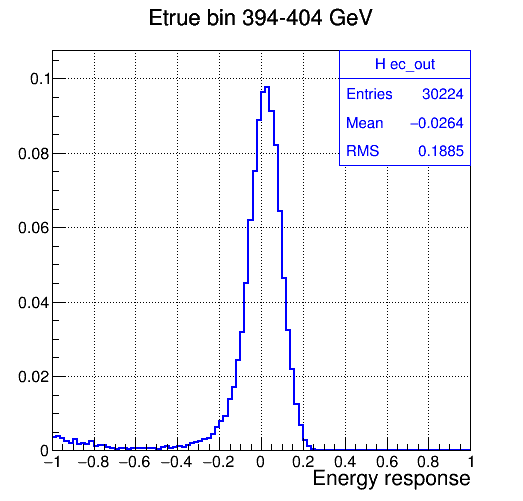 Etrue bin 394-404 GeV
H ec_out
Entries 30224
Mean −0.0264
RMS 0.1885
0.1
0.08
0.06
0.04
0.02
0
−1 −0.8 −0.6 −0.4 −0.2 0 0.2 0.4 0.6 0.8 1
Energy response